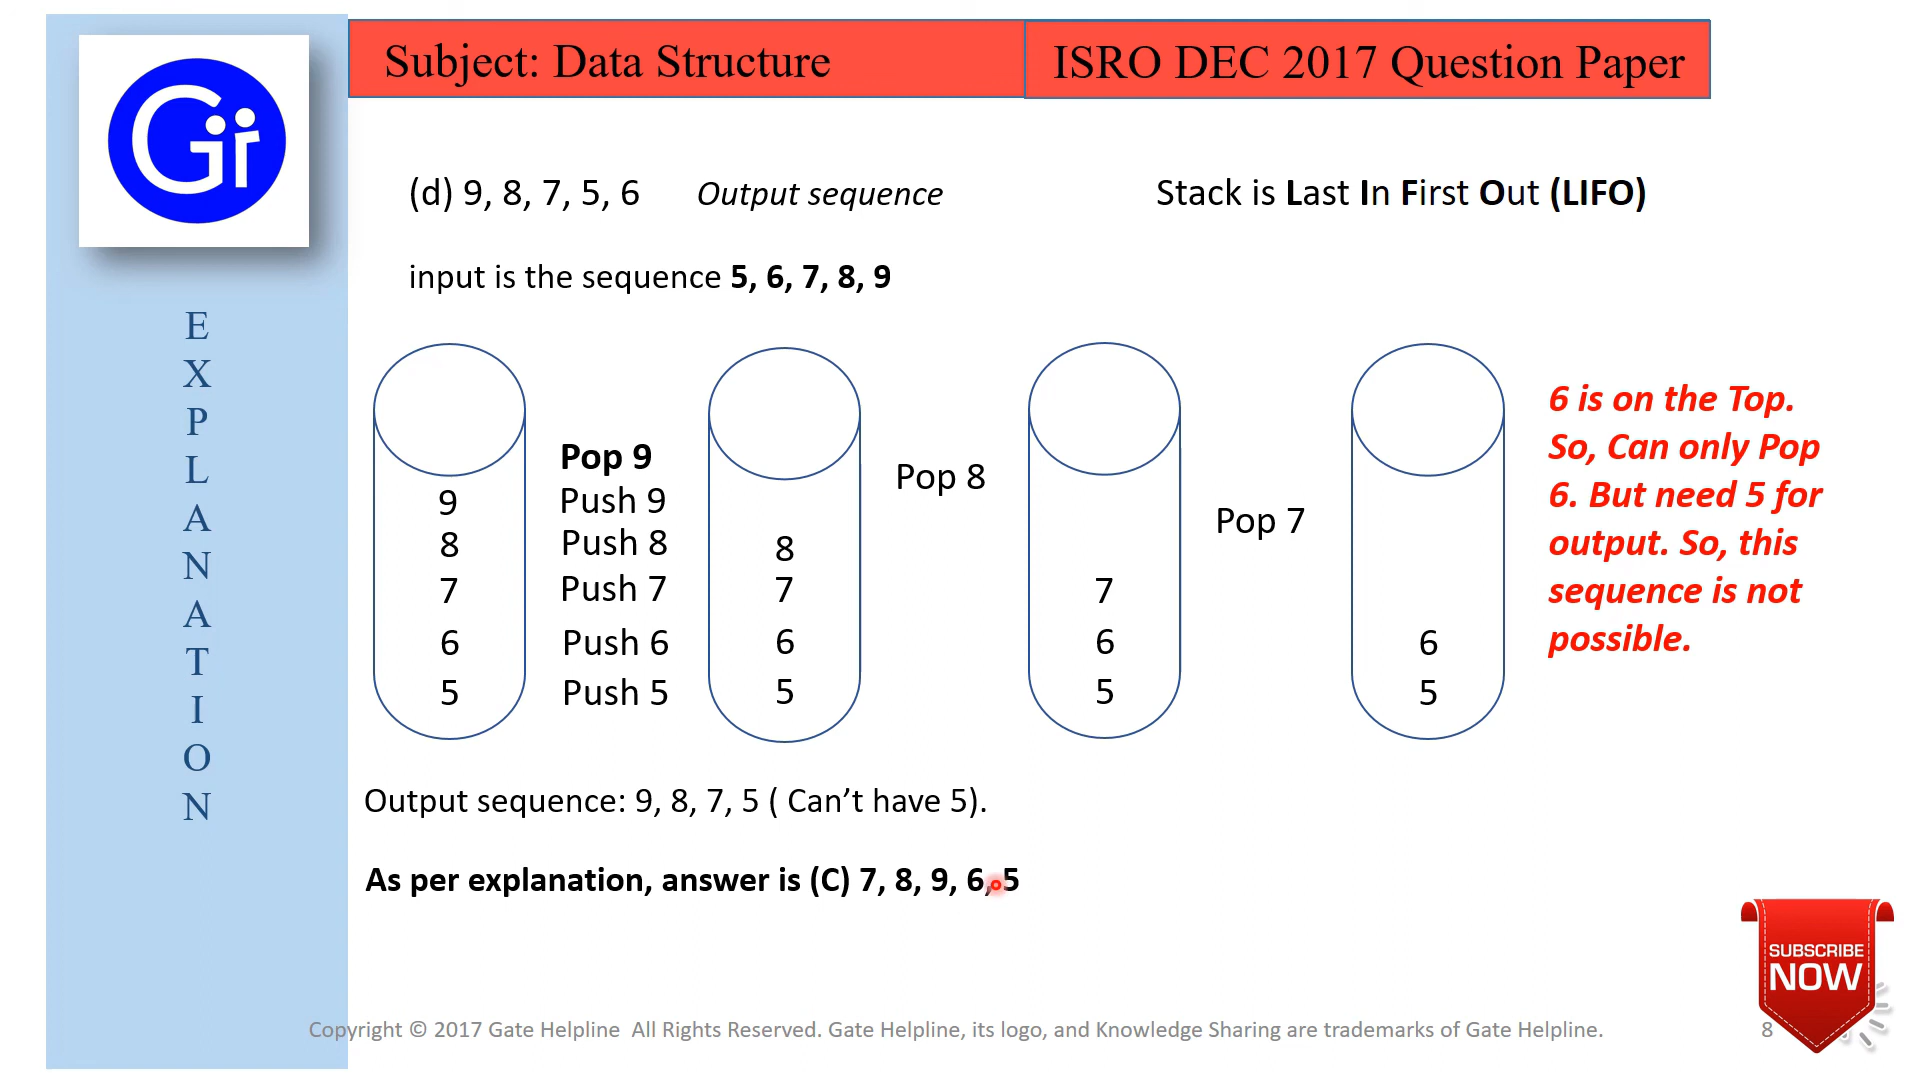 Gi
Subject: Data Structure
ISRO DEC 2017 Question Paper
(d) 9, 8, 7, 5, 6
Output sequence
Stack is Last In First Out (LIFO)
input is the sequence 5, 6, 7, 8, 9
E
X
P
L
A
N
A
T
I
O
N
9
8
7
6
5
Pop 9
Push 9
Push 8
Push 7
Push 6
Push 5
8
7
6
5
Pop 8
7
6
5
Pop 7
6
5
6 is on the Top.
So, Can only Pop
6. But need 5 for
output. So, this
sequence is not
possible.
Output sequence: 9, 8, 7, 5 ( Can’t have 5).
As per explanation, answer is (C) 7, 8, 9, 6, 5
SUBSCRIBE
NOW
Copyright © 2017 Gate Helpline  All Rights Reserved. Gate Helpline, its logo, and Knowledge Sharing are trademarks of Gate Helpline.
8